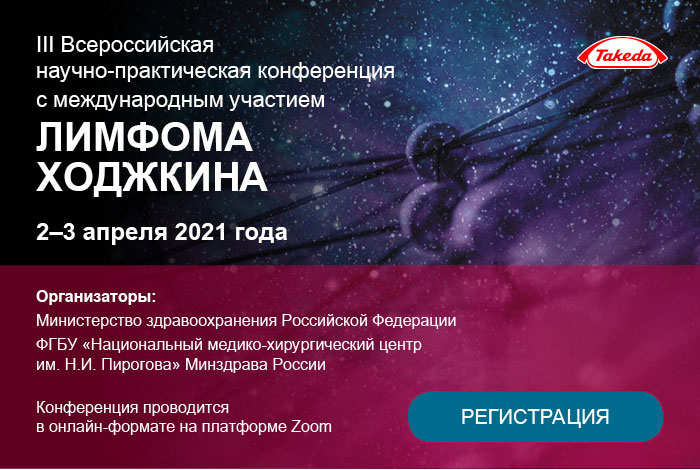 III Всероссийская
научно-практическая конференция
с международным участием
ЛИМФОМА
ХОДЖКИНА
2–3 апреля 2021 года
Takeda
Организаторы:
Министерство здравоохранения Российской Федерации
ФГБУ «Национальный медико-хирургический центр
им. Н.И. Пирогова» Минздрава России
Конференция проводится
в онлайн-формате на платформе Zoom
РЕГИСТРАЦИЯ